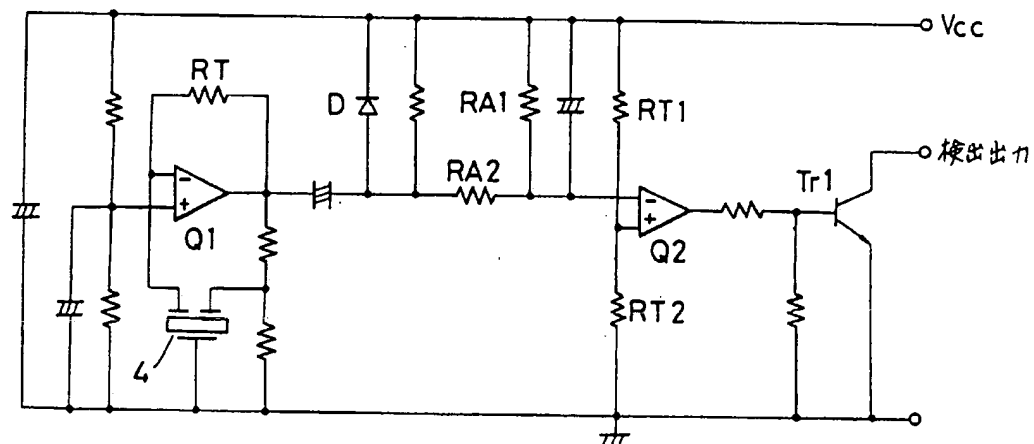 Vcc
RT
D
RA1
RT1
検出出力
RA2
Tr1
-
+
Q1
-
+
Q2
RT2
4